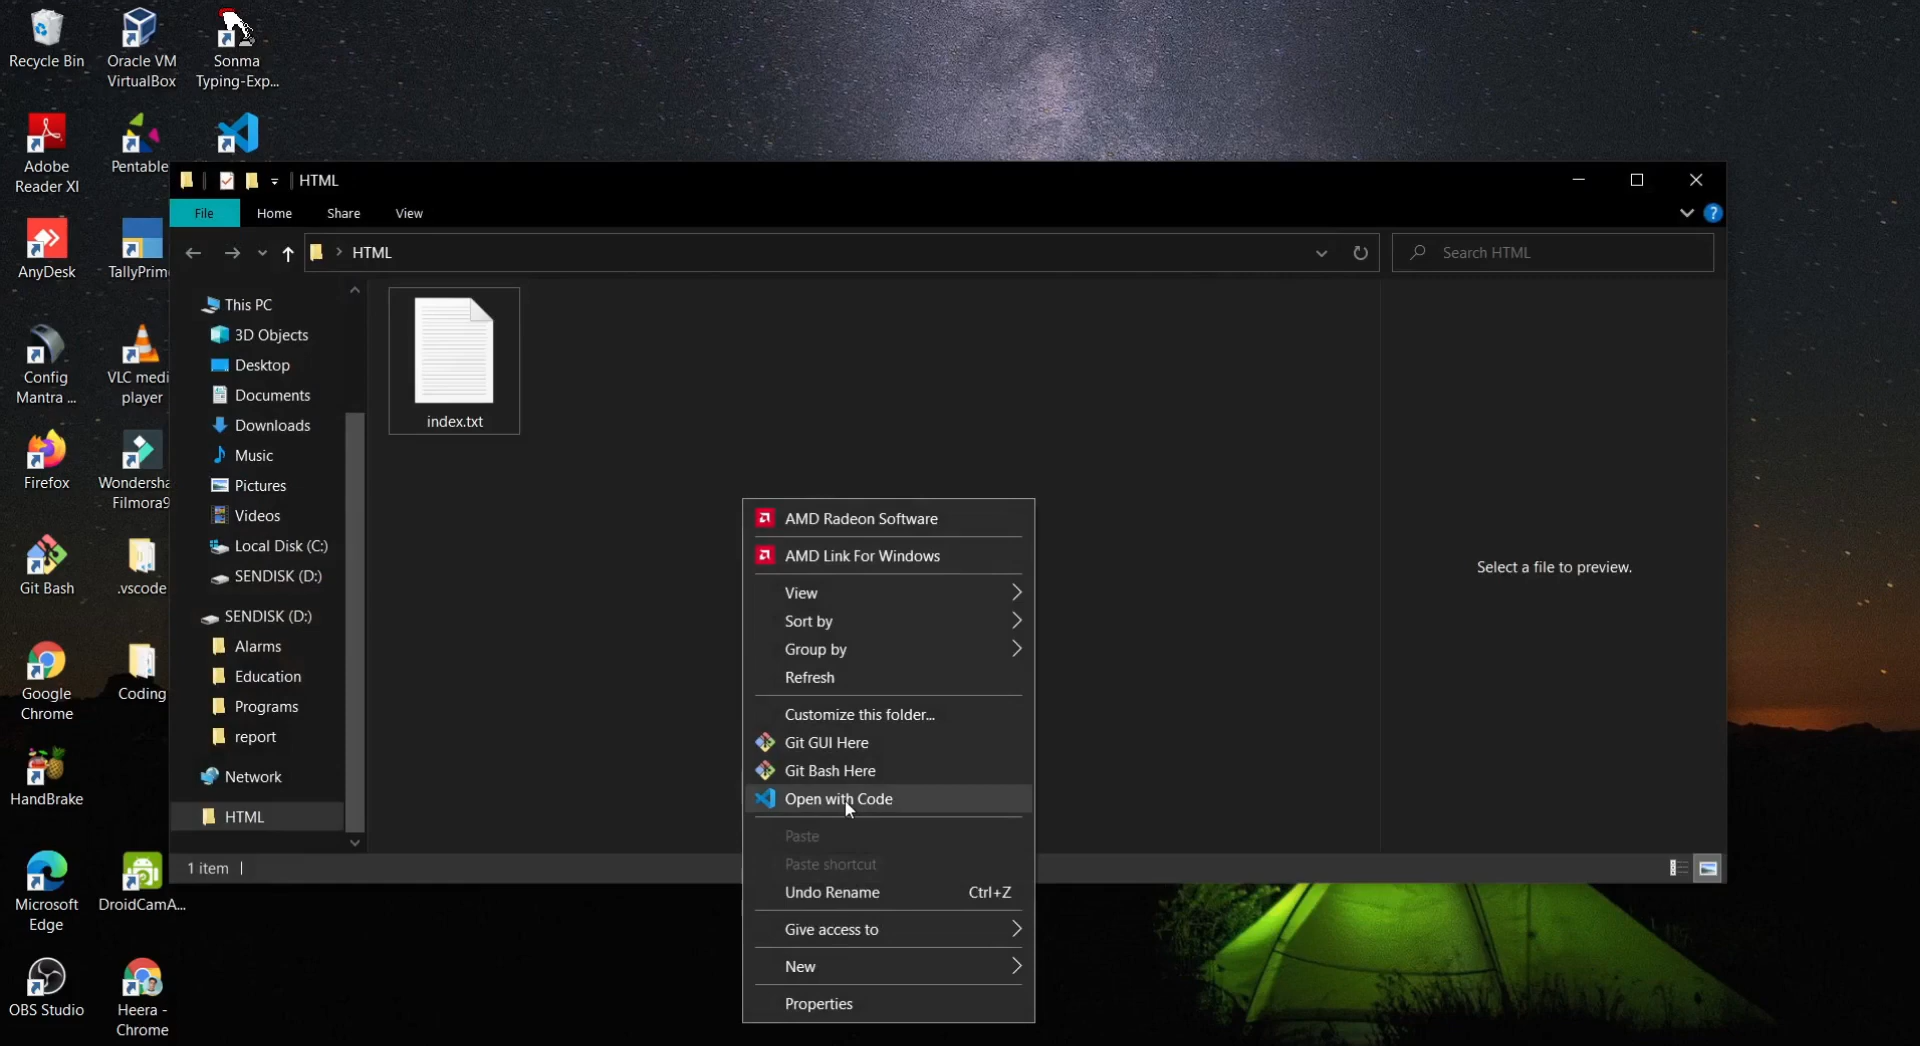 Recycle Bin
Oracle VM
VirtualBox
Sonma
Typing-Exp...
Adobe
Reader XI
Pentable
AnyDesk
TallyPrim
Config
Mantra ...
VLC medi
player
Firefox
Wondersha
Filmora9
Git Bash
.vscode
Google
Chrome
Coding
HandBrake
Microsoft
Edge
DroidCamA...
OBS Studio
Heera -
Chrome
HTML
File
Home
Share
View
HTML
Search HTML
This PC
3D Objects
Desktop
Documents
Downloads
Music
Pictures
Videos
Local Disk (C:)
SENDISK (D:)
SENDISK (D:)
Alarms
Education
Programs
report
Network
HTML
index.txt
Select a file to preview.
1 item
AMD Radeon Software
AMD Link For Windows
View
Sort by
Group by
Refresh
Customize this folder...
Git GUI Here
Git Bash Here
Open with Code
Paste
Paste shortcut
Undo Rename Ctrl+Z
Give access to
New
Properties